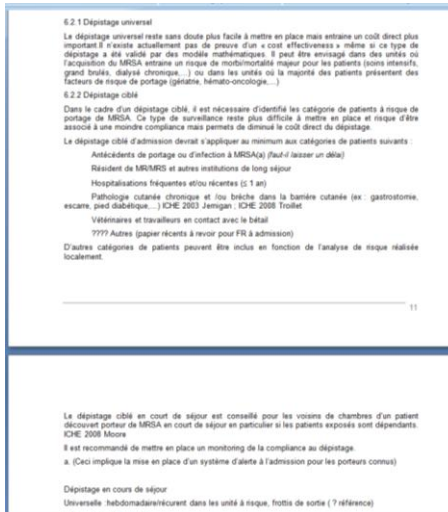 6.2.1 Dépistage universel
Le dépistage universel reste sans doute plus facile à mettre en place mais entraine un coût direct plus
important.Il n'existe actuellement pas de preuve d'un « cost effectiveness » même si ce type de
dépistage a été validé par des modèle mathématiques. Il peut être envisagé dans des unités où
l'acquisition du MRSA entraine un risque de morbi/mortalité majeur pour les patients (soins intensifs,
grand brulés, dialysé chronique,...) ou dans les unités où la majorité des patients présentent des
facteurs de risque de portage (gériatrie, hémato-oncologie,...)
6.2.2 Dépistage ciblé
Dans le cadre d'un dépistage ciblé, il est nécessaire d'identifié les catégorie de patients à risque de
portage de MRSA. Ce type de surveillance reste plus difficile à mettre en place et risque d'être
associé à une moindre compliance mais permets de diminué le coût direct du dépistage.
Le dépistage ciblé d'admission devrait s'appliquer au minimum aux catégories de patients suivants :
Antécédents de portage ou d'infection à MRSA(a) (faut-il laisser un délai)
Résident de MR/MRS et autres institutions de long séjour
Hospitalisations fréquentes et/ou récentes (≤ 1 an)
Pathologie cutanée chronique et /ou brèche dans la barrière cutanée (ex : gastrostomie,
escarre, pied diabétique,...) ICHE 2003 Jernigan ; ICHE 2008 Troillet
Vétérinaires et travailleurs en contact avec le bétail
???? Autres (papier récents à revoir pour FR à admission)
D'autres catégories de patients peuvent être inclus en fonction de l'analyse de risque réalisée
localement.
11
Le dépistage ciblé en court de séjour est conseillé pour les voisins de chambres d'un patient
découvert porteur de MRSA en court de séjour en particulier si les patients exposés sont dépendants.
ICHE 2008 Moore
Il est recommandé de mettre en place un monitoring de la compliance au dépistage.
a. (Ceci implique la mise en place d'un système d'alerte à l'admission pour les porteurs connus)
Dépistage en cours de séjour
Universelle :hebdomadaire/récurent dans les unité à risque, frottis de sortie ( ? référence)